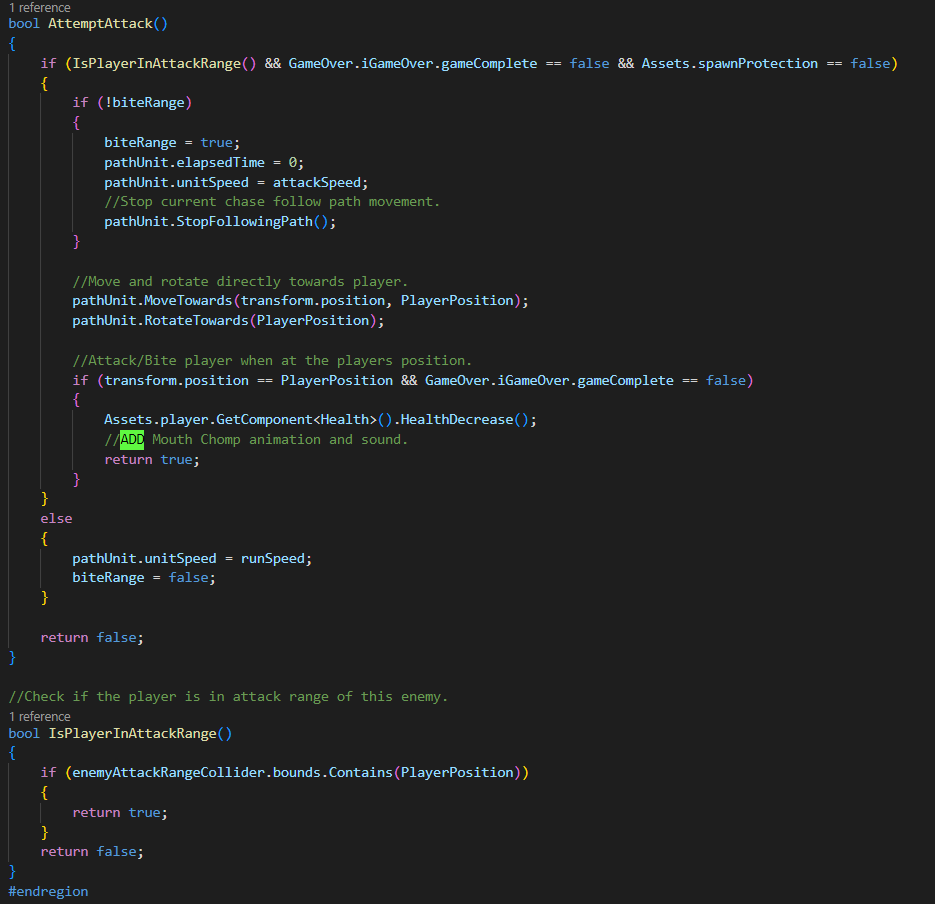 1 reference
bool AttemptAttack()
{
    if (IsPlayerInAttackRange() && GameOver.iGameOver.gameComplete == false && Assets.spawnProtection == false)
    {
        if (!biteRange)
        {
            biteRange = true;
            pathUnit.elapsedTime = 0;
            pathUnit.unitSpeed = attackSpeed;
            //Stop current chase follow path movement.
            pathUnit.StopFollowingPath();
        }

        //Move and rotate directly towards player.
        pathUnit.MoveTowards(transform.position, PlayerPosition);
        pathUnit.RotateTowards(PlayerPosition);

        //Attack/Bite player when at the players position.
        if (transform.position == PlayerPosition && GameOver.iGameOver.gameComplete == false)
        {
            Assets.player.GetComponent<Health>().HealthDecrease();
            //ADD Mouth Chomp animation and sound.
            return true;
        }
    }
    else
    {
        pathUnit.unitSpeed = runSpeed;
        biteRange = false;
    }

    return false;
}

//Check if the player is in attack range of this enemy.
1 reference
bool IsPlayerInAttackRange()
{
    if (enemyAttackRangeCollider.bounds.Contains(PlayerPosition))
    {
        return true;
    }
    return false;
}
#endregion